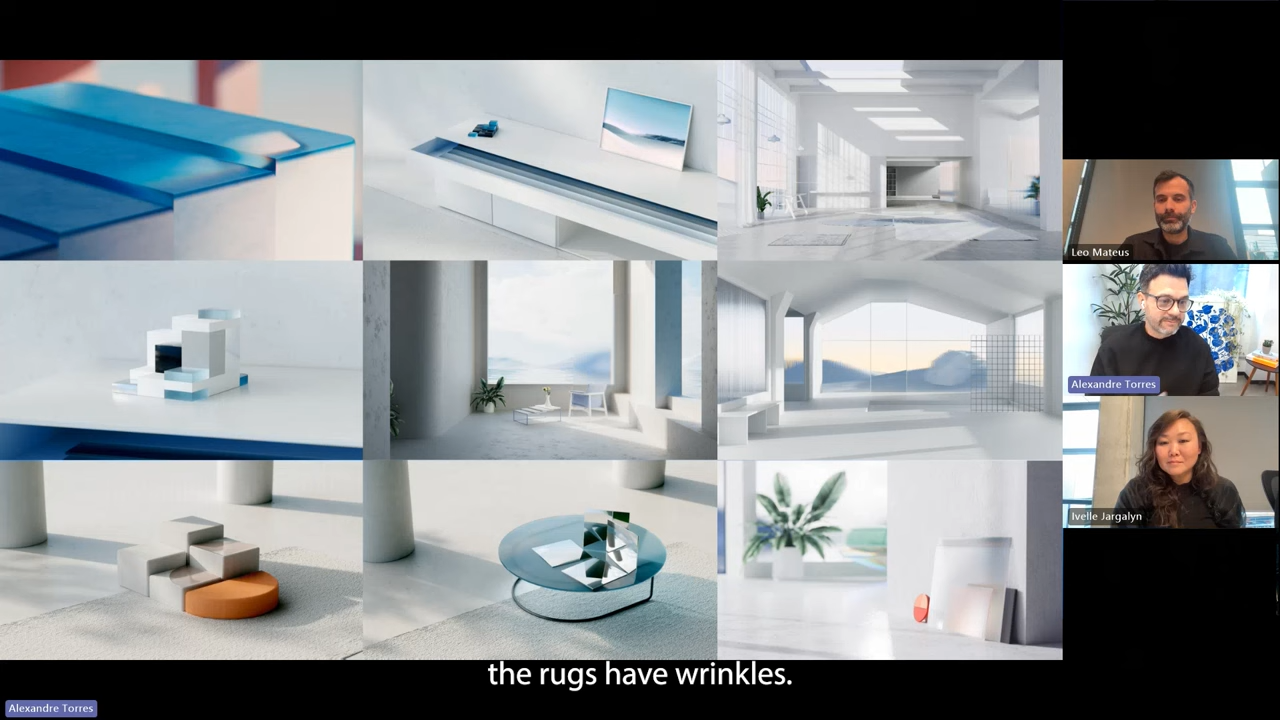 Leo Mateus
Alexandre Torres
Ivelle Jargalyn
the rugs have wrinkles.
Alexandre Torres